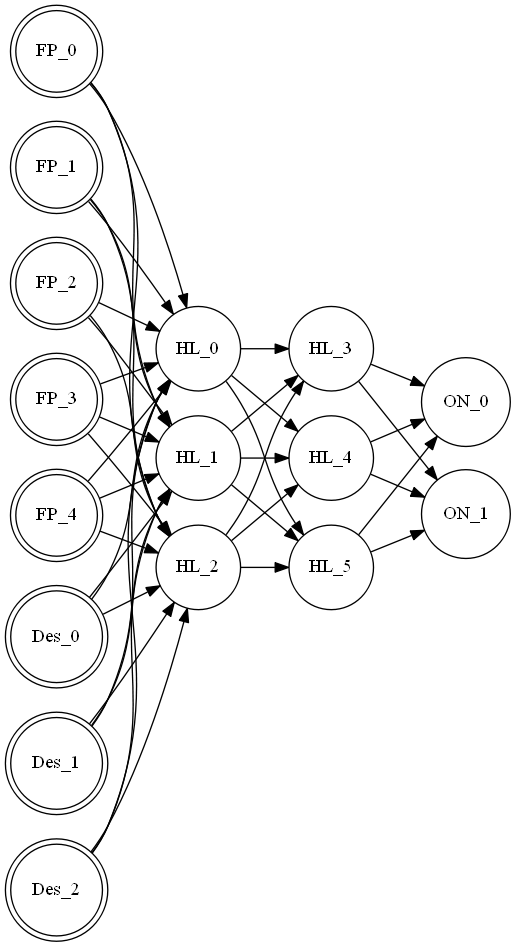 FP_0
FP_1
FP_2
FP_3
FP_4
Des_0
Des_1
Des_2
HL_0
HL_1
HL_2
HL_3
HL_4
HL_5
ON_0
ON_1